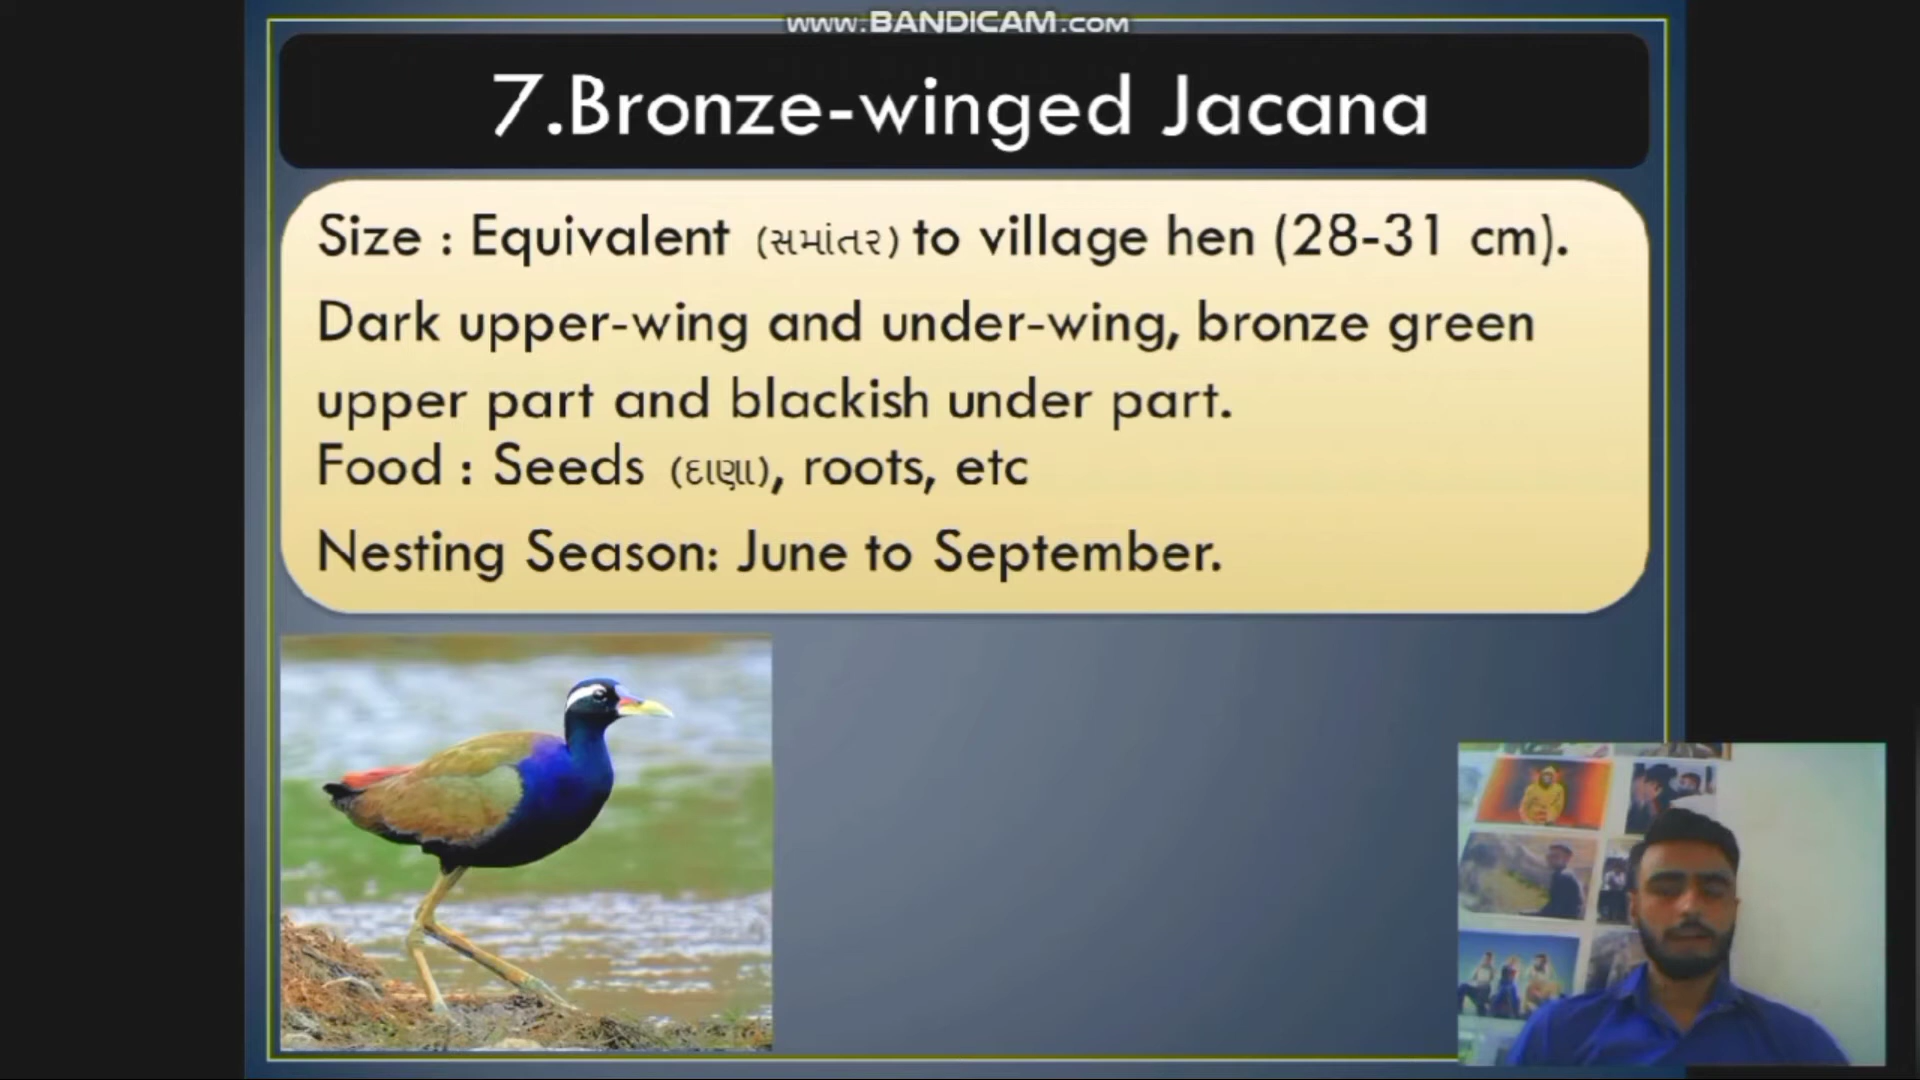 www.BANDICAM.com
7.Bronze-winged Jacana
Size : Equivalent (સમાંતર) to village hen (28-31 cm).
Dark upper-wing and under-wing, bronze green
upper part and blackish under part.
Food : Seeds (દાણા), roots, etc
Nesting Season: June to September.